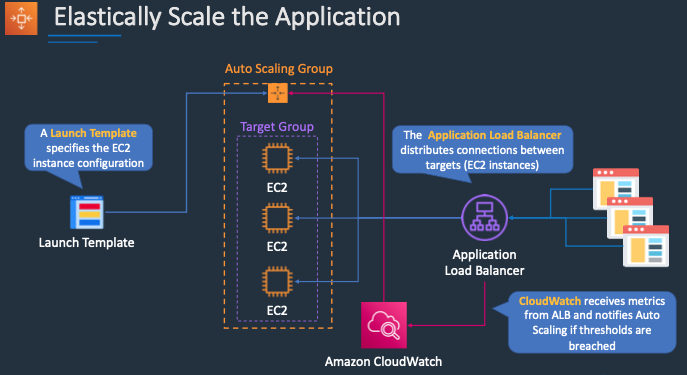 Elastically Scale the Application
Auto Scaling Group
A Launch Template
specifies the EC2
instance configuration
Target Group
The Application Load Balancer
distributes connections between
targets (EC2 instances)
EC2
Launch Template
EC2
Application
Load Balancer
EC2
CloudWatch receives metrics
from ALB and notifies Auto
Scaling if thresholds are
breached
Amazon CloudWatch